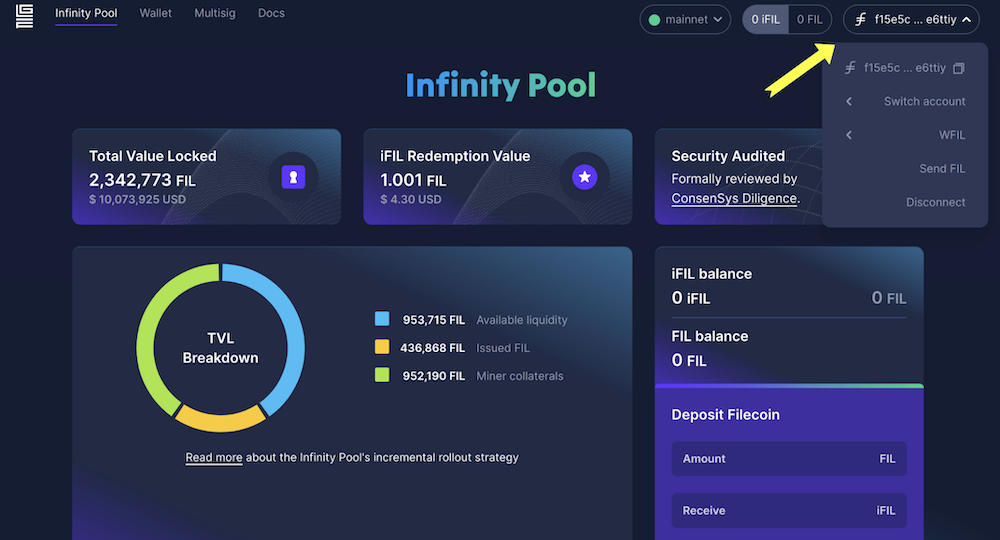 Infinity Pool
Wallet
Multisig
Docs
mainnet
0 iFIL
0 FIL
f15e5c ... e6ttiy
f15e5c ... e6ttiy
Switch account
WFIL
Send FIL
Disconnect
Infinity Pool
Total Value Locked
2,342,773 FIL
$ 10,073,925 USD
iFIL Redemption Value
1.001 FIL
$ 4.30 USD
Security Audited
Formally reviewed by
ConsenSys Diligence.
TVL
Breakdown
953,715 FIL Available liquidity
436,868 FIL Issued FIL
952,190 FIL Miner collaterals
Read more about the Infinity Pool's incremental rollout strategy
iFIL balance
0 iFIL 0 FIL
FIL balance
0 FIL
Deposit Filecoin
Amount FIL
Receive iFIL